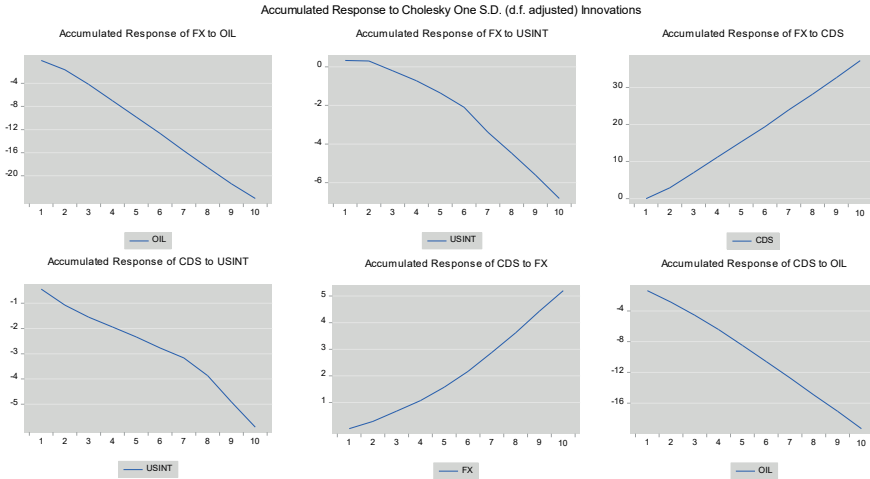 Accumulated Response to Cholesky One S.D. (d.f. adjusted) Innovations
Accumulated Response of FX to OIL
-4
-8
-12
-16
-20
1 2 3 4 5 6 7 8 9 10
OIL
Accumulated Response of FX to USINT
0
-2
-4
-6
1 2 3 4 5 6 7 8 9 10
USINT
Accumulated Response of FX to CDS
30
20
10
0
1 2 3 4 5 6 7 8 9 10
CDS
Accumulated Response of CDS to USINT
-1
-2
-3
-4
-5
1 2 3 4 5 6 7 8 9 10
USINT
Accumulated Response of CDS to FX
5
4
3
2
1
1 2 3 4 5 6 7 8 9 10
FX
Accumulated Response of CDS to OIL
-4
-8
-12
-16
1 2 3 4 5 6 7 8 9 10
OIL